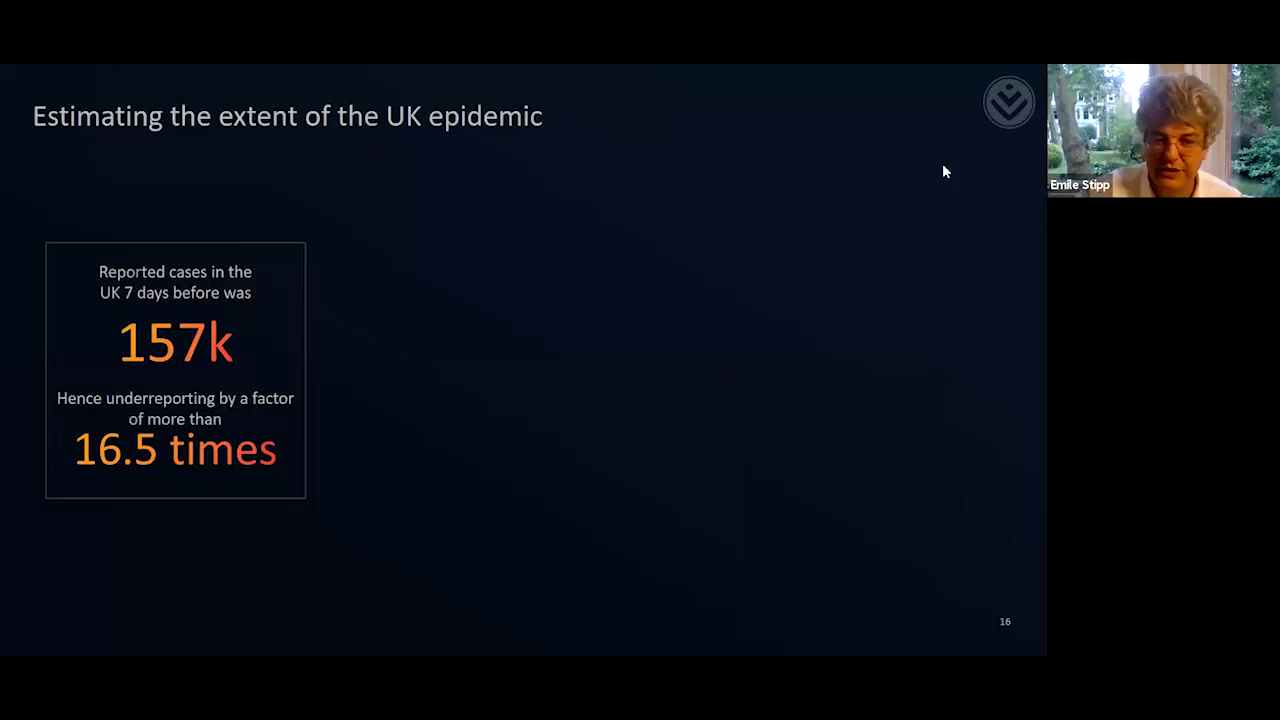 Estimating the extent of the UK epidemic
Emile Stipp
Reported cases in the
UK 7 days before was
157k
Hence underreporting by a factor
of more than
16.5 times
16